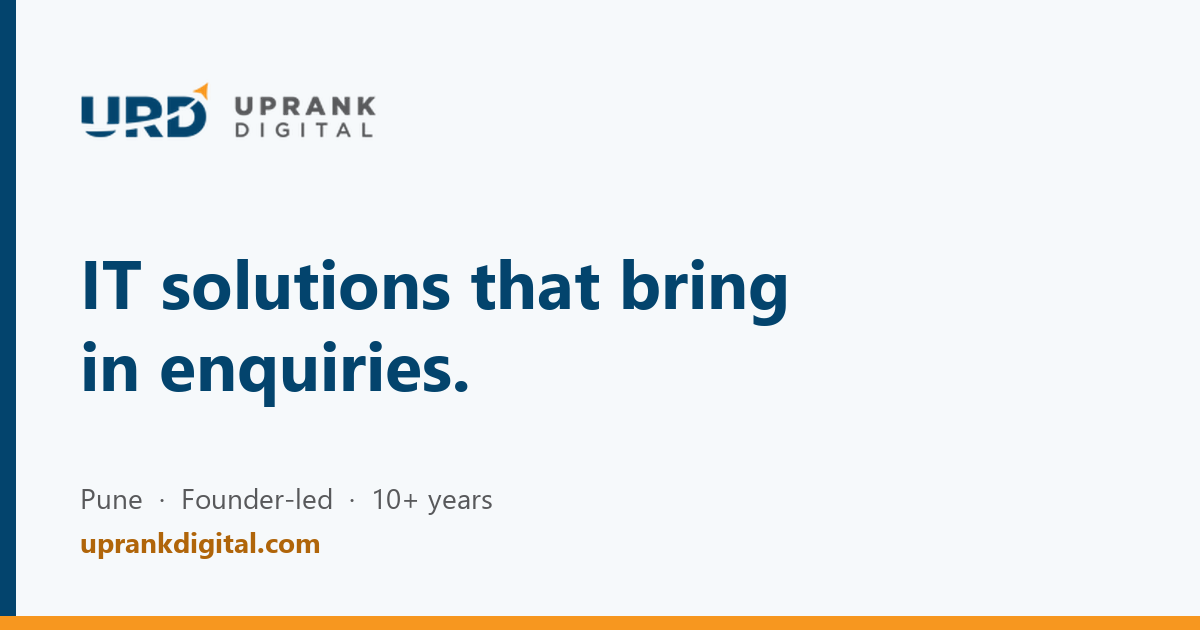 URD
UPRANK
DIGITAL
IT solutions that bring
in enquiries.
Pune · Founder-led · 10+ years
uprankdigital.com